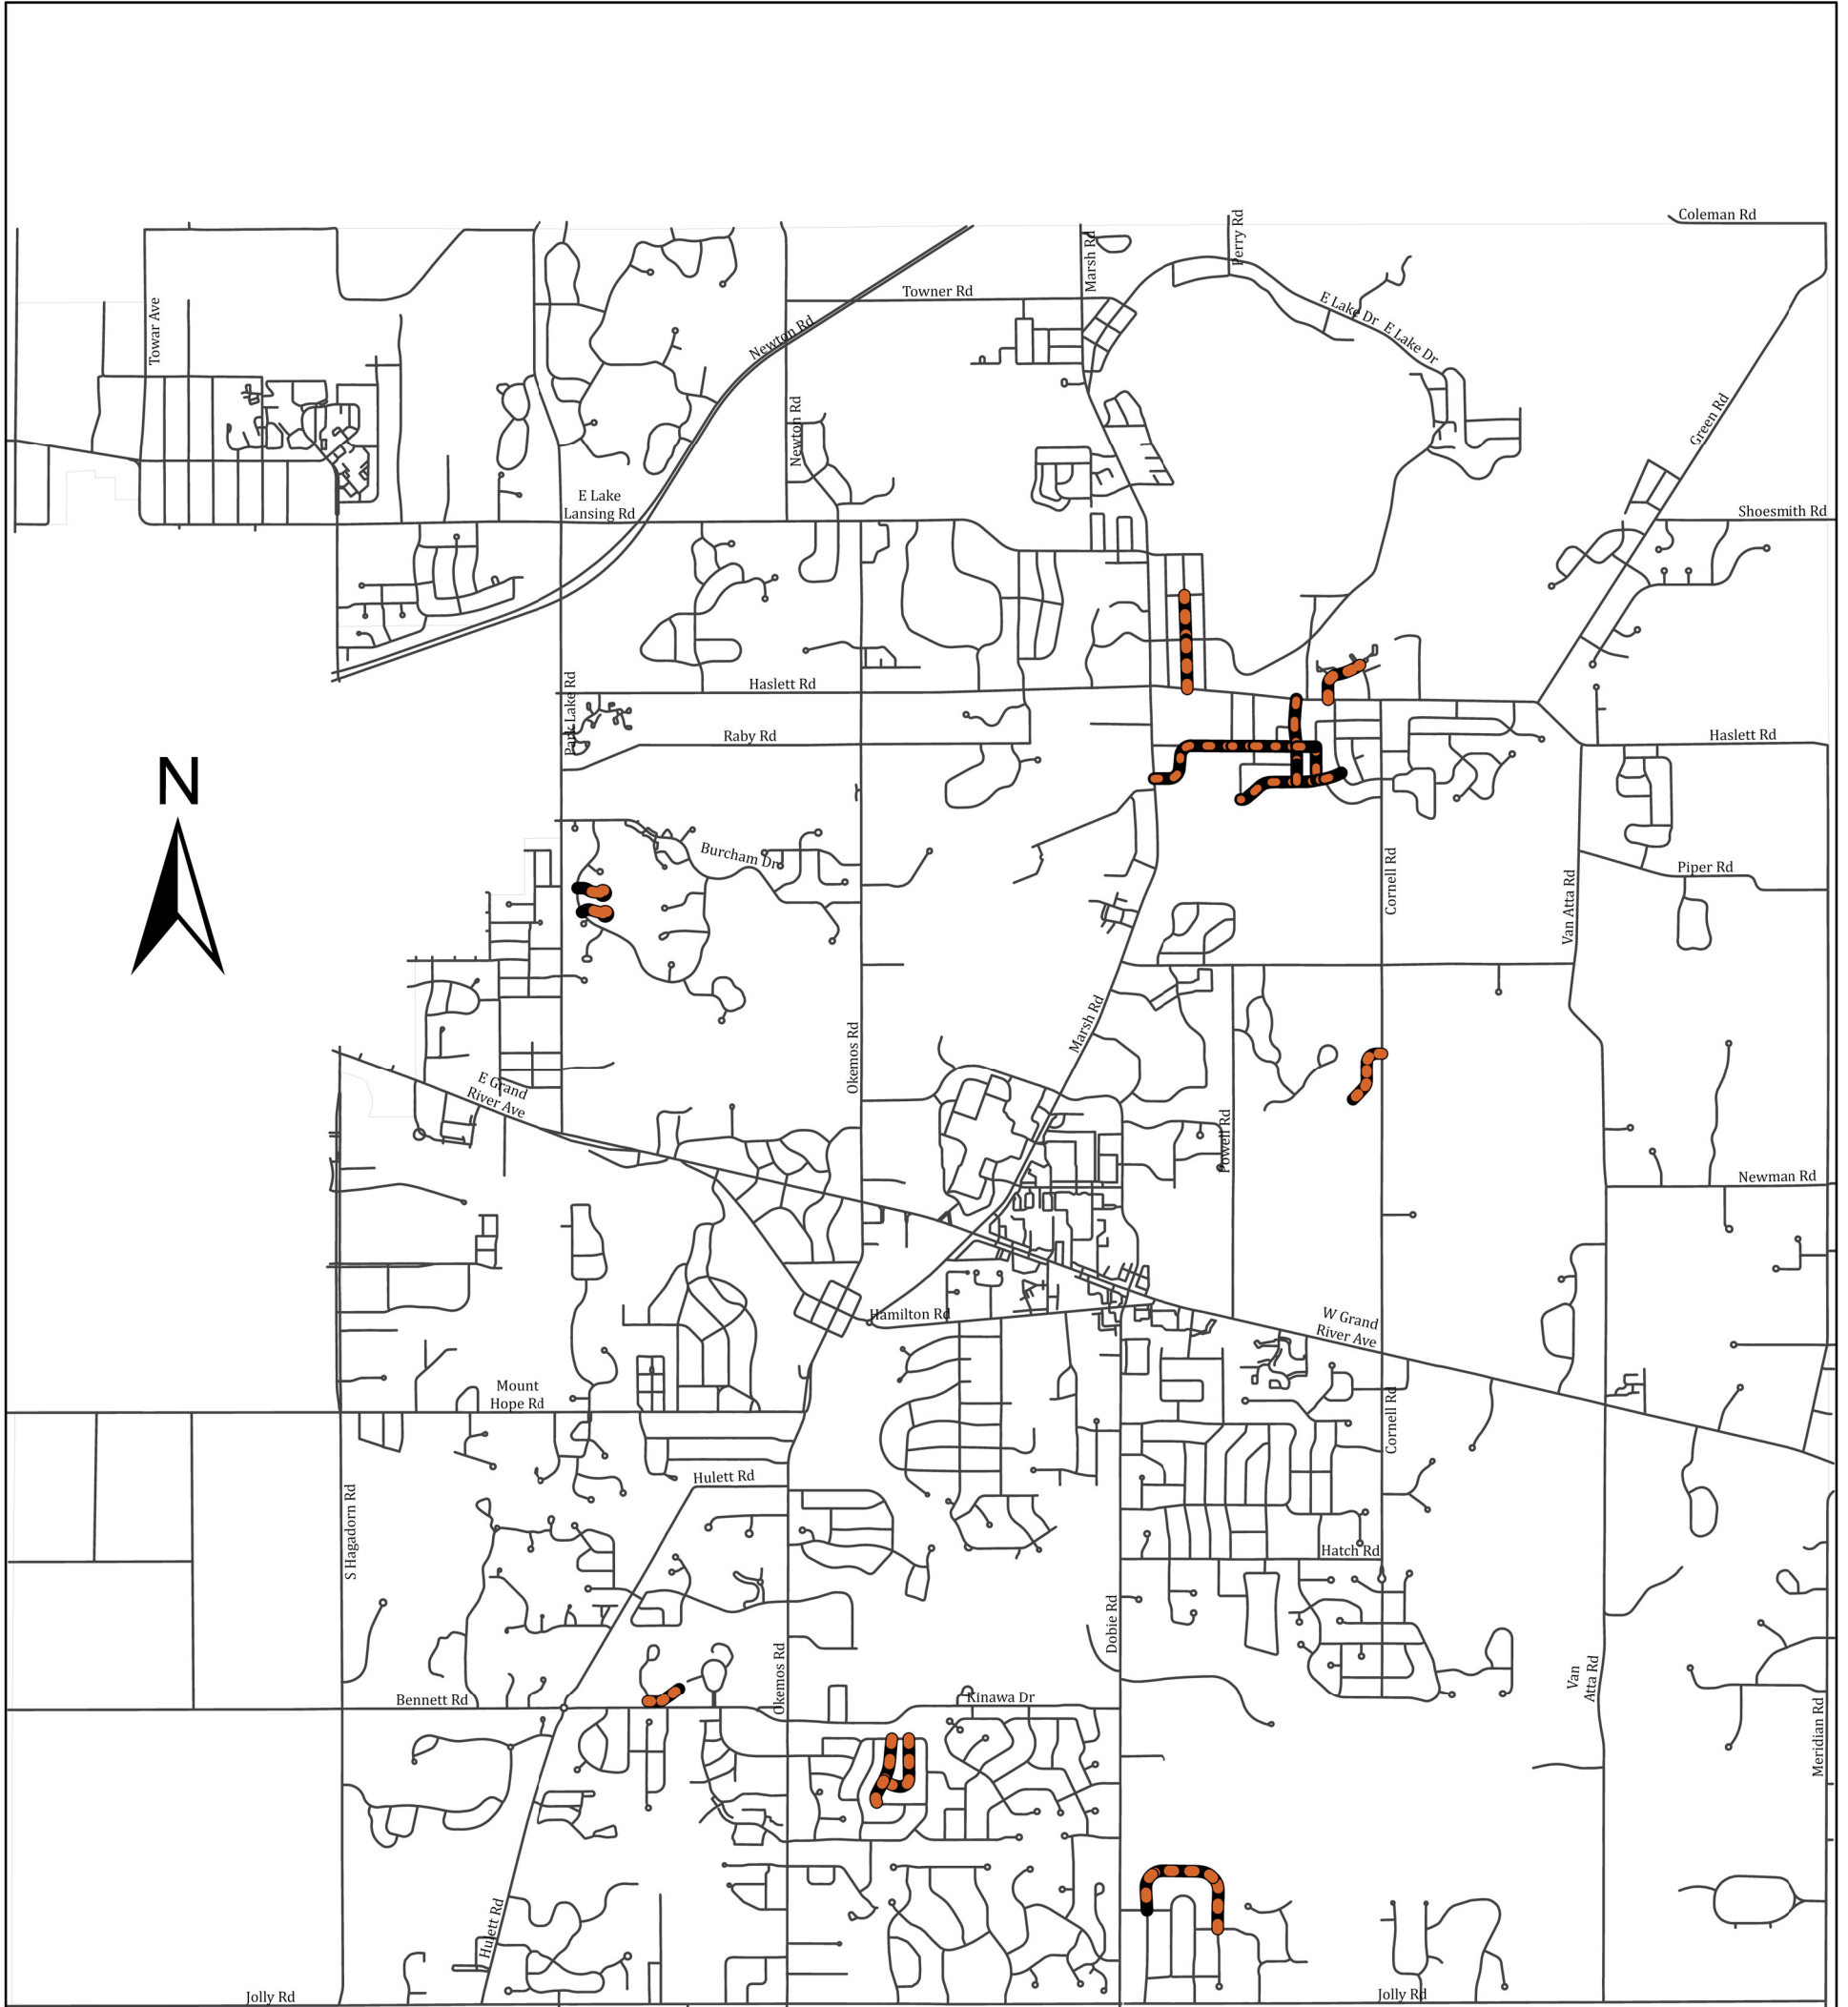 Coleman Rd
Perry Rd
Marsh Rd
Towner Rd
E Lake Dr
E Lake Dr
Towar Ave
Newton Rd
Newton Rd
Green Rd
E Lake
Lansing Rd
Shoesmith Rd
Haslett Rd
Park Lake Rd
Raby Rd
Haslett Rd
N
Burcham Dr
Cornell Rd
Van Atta Rd
Piper Rd
Marsh Rd
Okemos Rd
E Grand
River Ave
Powell Rd
Newman Rd
Hamilton Rd
W Grand
River Ave
Mount
Hope Rd
Cornell Rd
Hulett Rd
S Hagadorn Rd
Hatch Rd
Dobie Rd
Okemos Rd
Van
Atta Rd
Bennett Rd
Kinawa Dr
Meridian Rd
Hulett Rd
Jolly Rd
Jolly Rd